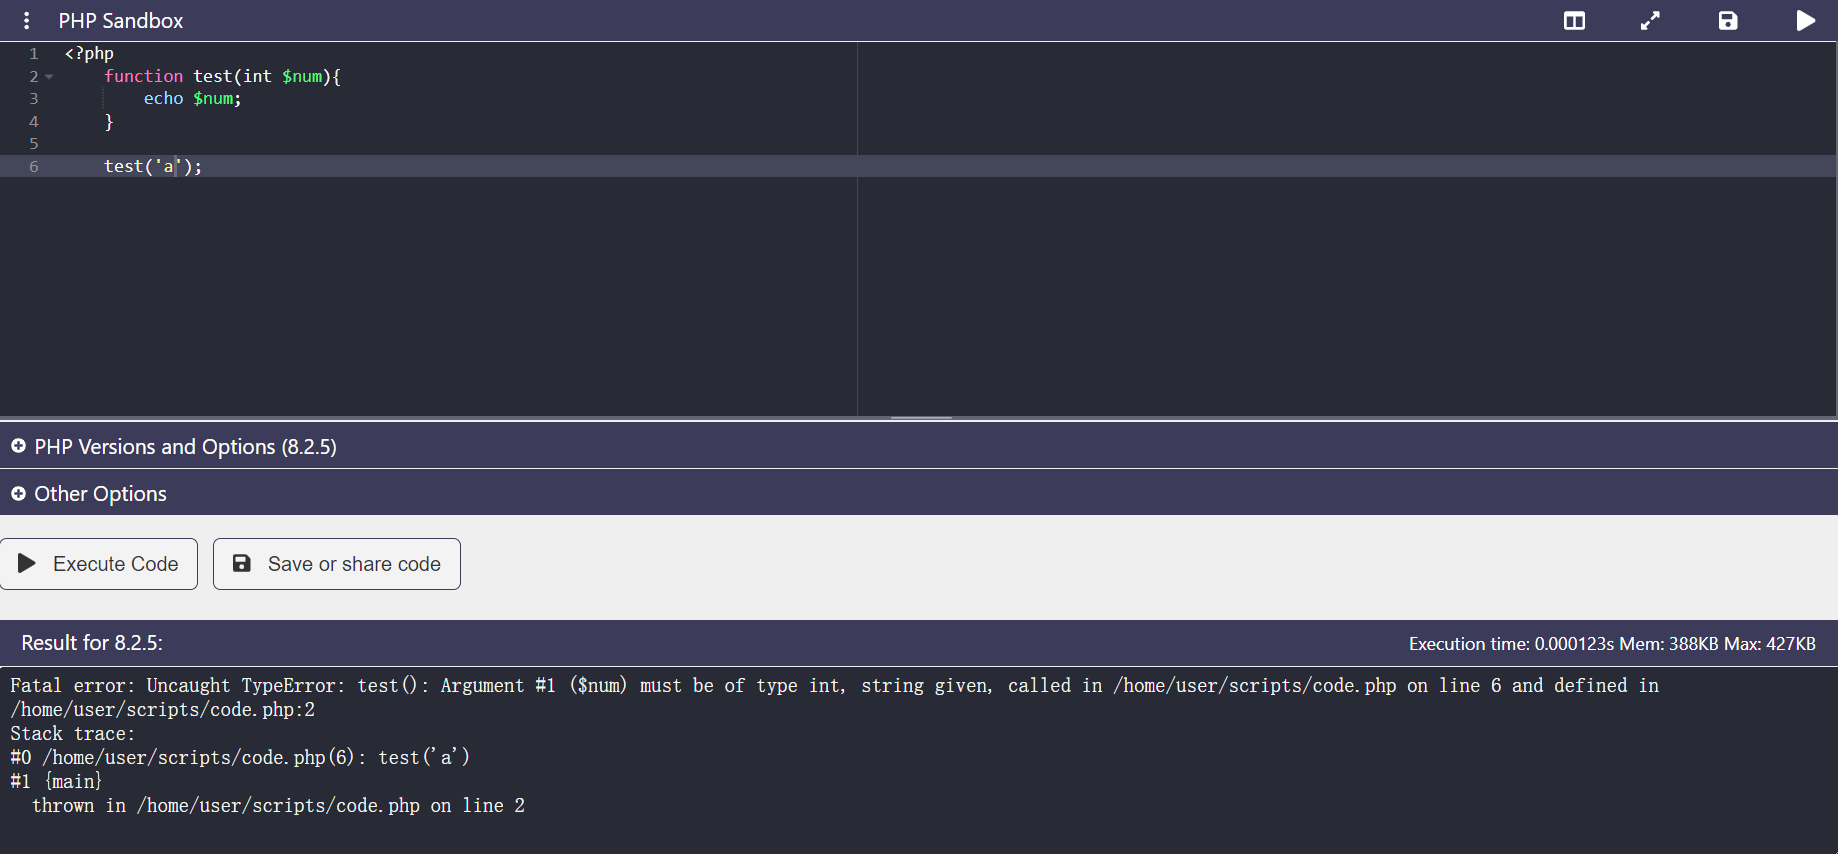 PHP Sandbox
1 <?php
2 function test(int $num){
3 echo $num;
4 }
5
6 test('a');
PHP Versions and Options (8.2.5)
Other Options
Execute Code Save or share code
Result for 8.2.5: Execution time: 0.000123s Mem: 388KB Max: 427KB
Fatal error: Uncaught TypeError: test(): Argument #1 ($num) must be of type int, string given, called in /home/user/scripts/code.php on line 6 and defined in
/home/user/scripts/code.php:2
Stack trace:
#0 /home/user/scripts/code.php(6): test('a')
#1 {main}
thrown in /home/user/scripts/code.php on line 2